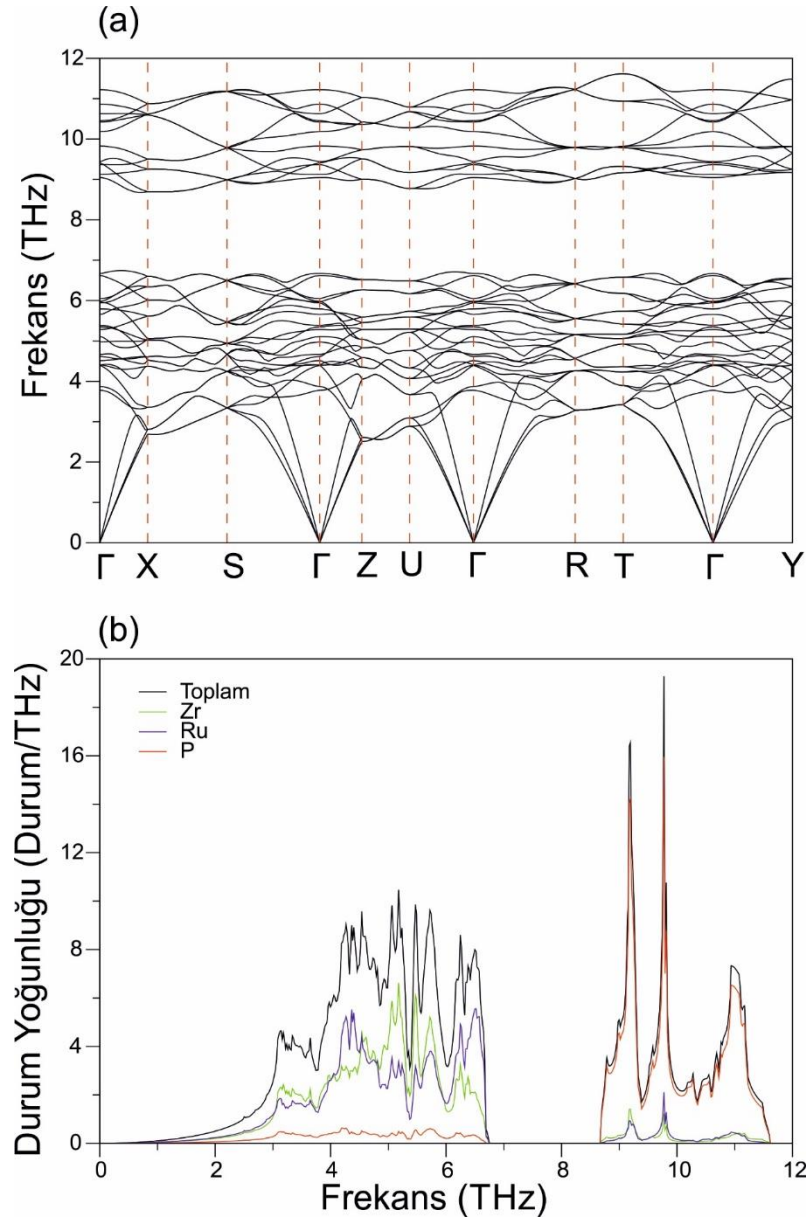 (a)
12
10
8
6
4
2
0
Frekans (THz)
Γ X S Γ Z U Γ R T Γ Y
(b)
20
16
12
8
4
0
Durum Yoğunluğu (Durum/THz)
Toplam
Zr
Ru
P
0 2 4 6 8 10 12
Frekans (THz)